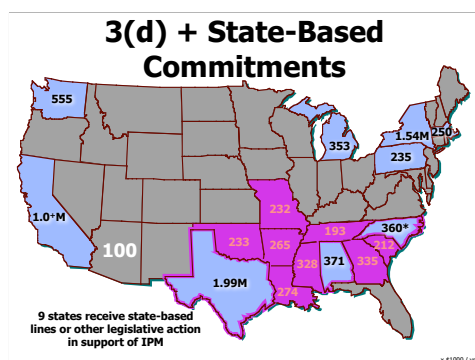 3(d) + State-Based
Commitments
555
353
1.54M
250
235
1.0+M
232
193
360*
100
233
265
212
328
371
335
1.99M
274
9 states receive state-based
lines or other legislative action
in support of IPM